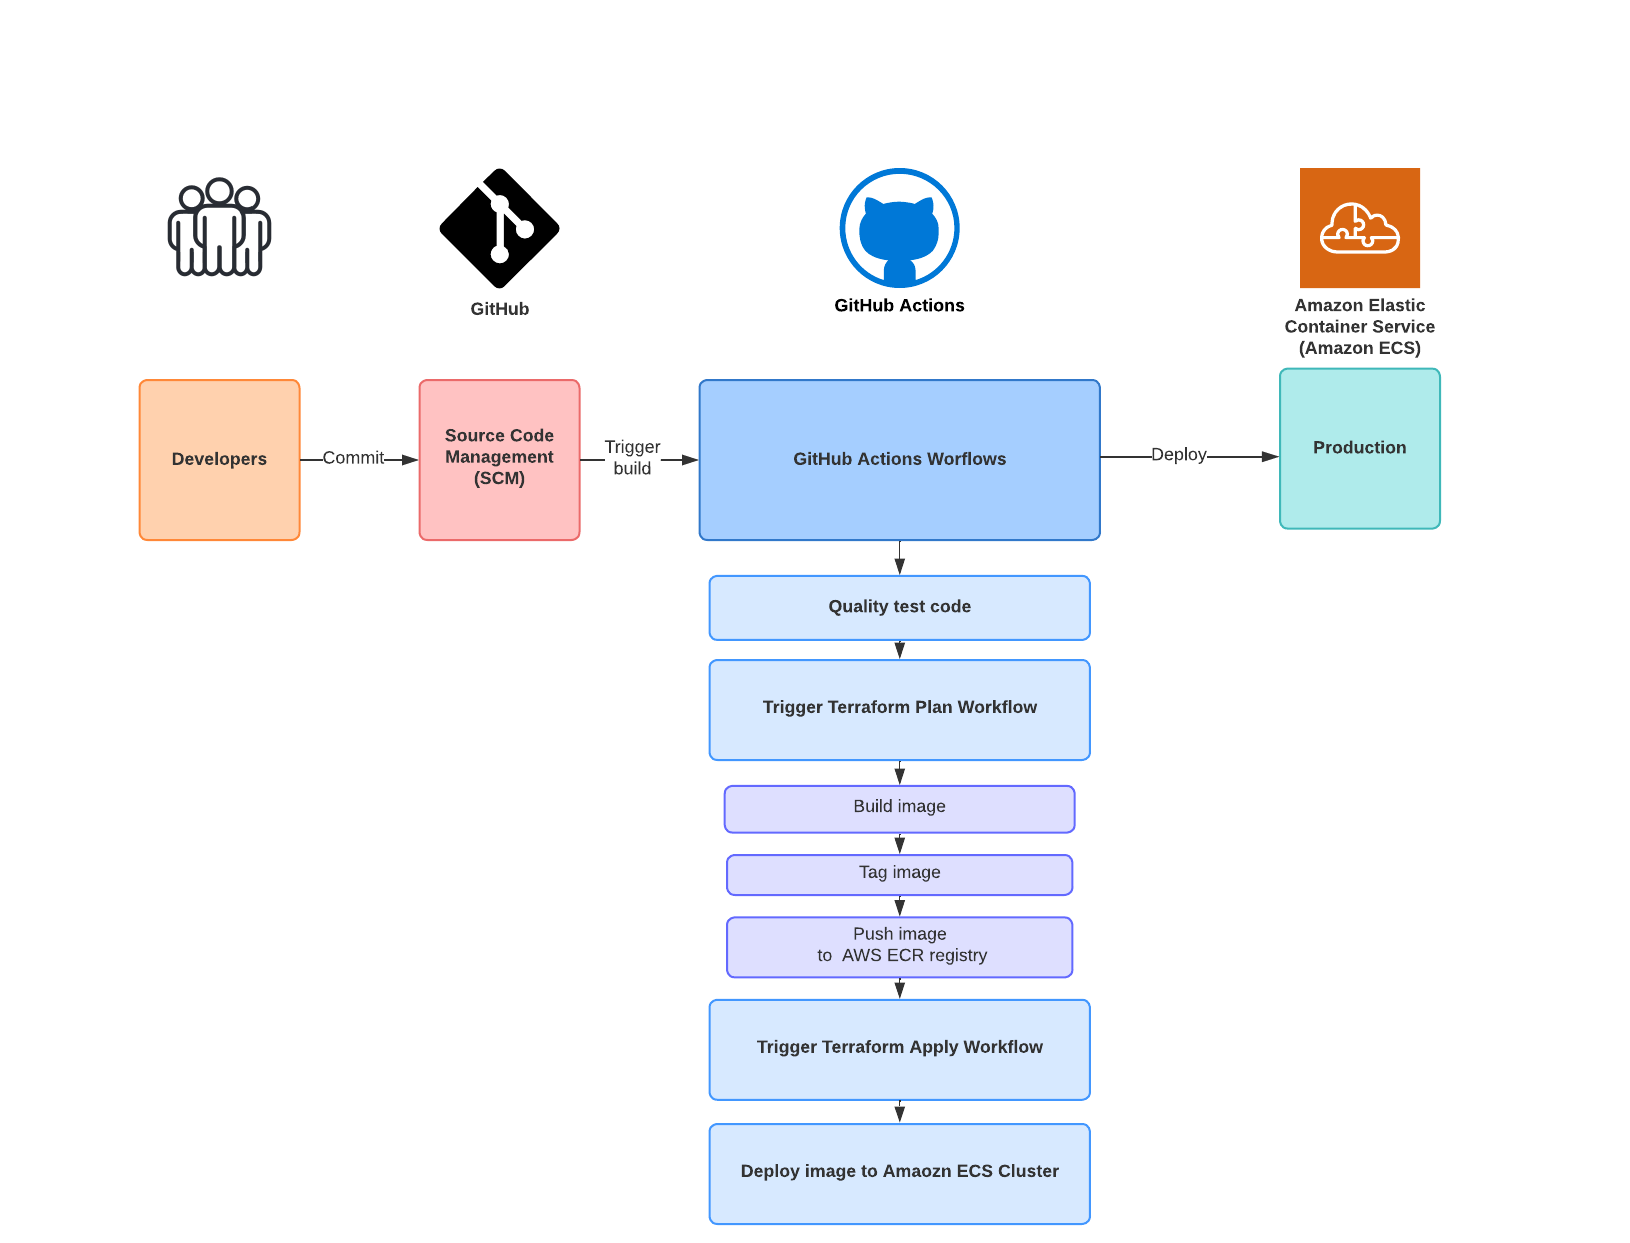 GitHub
GitHub Actions
Amazon Elastic
Container Service
(Amazon ECS)
Developers
Commit
Source Code
Management
(SCM)
Trigger
build
GitHub Actions Worflows
Deploy
Production
Quality test code
Trigger Terraform Plan Workflow
Build image
Tag image
Push image
to  AWS ECR registry
Trigger Terraform Apply Workflow
Deploy image to Amaozn ECS Cluster